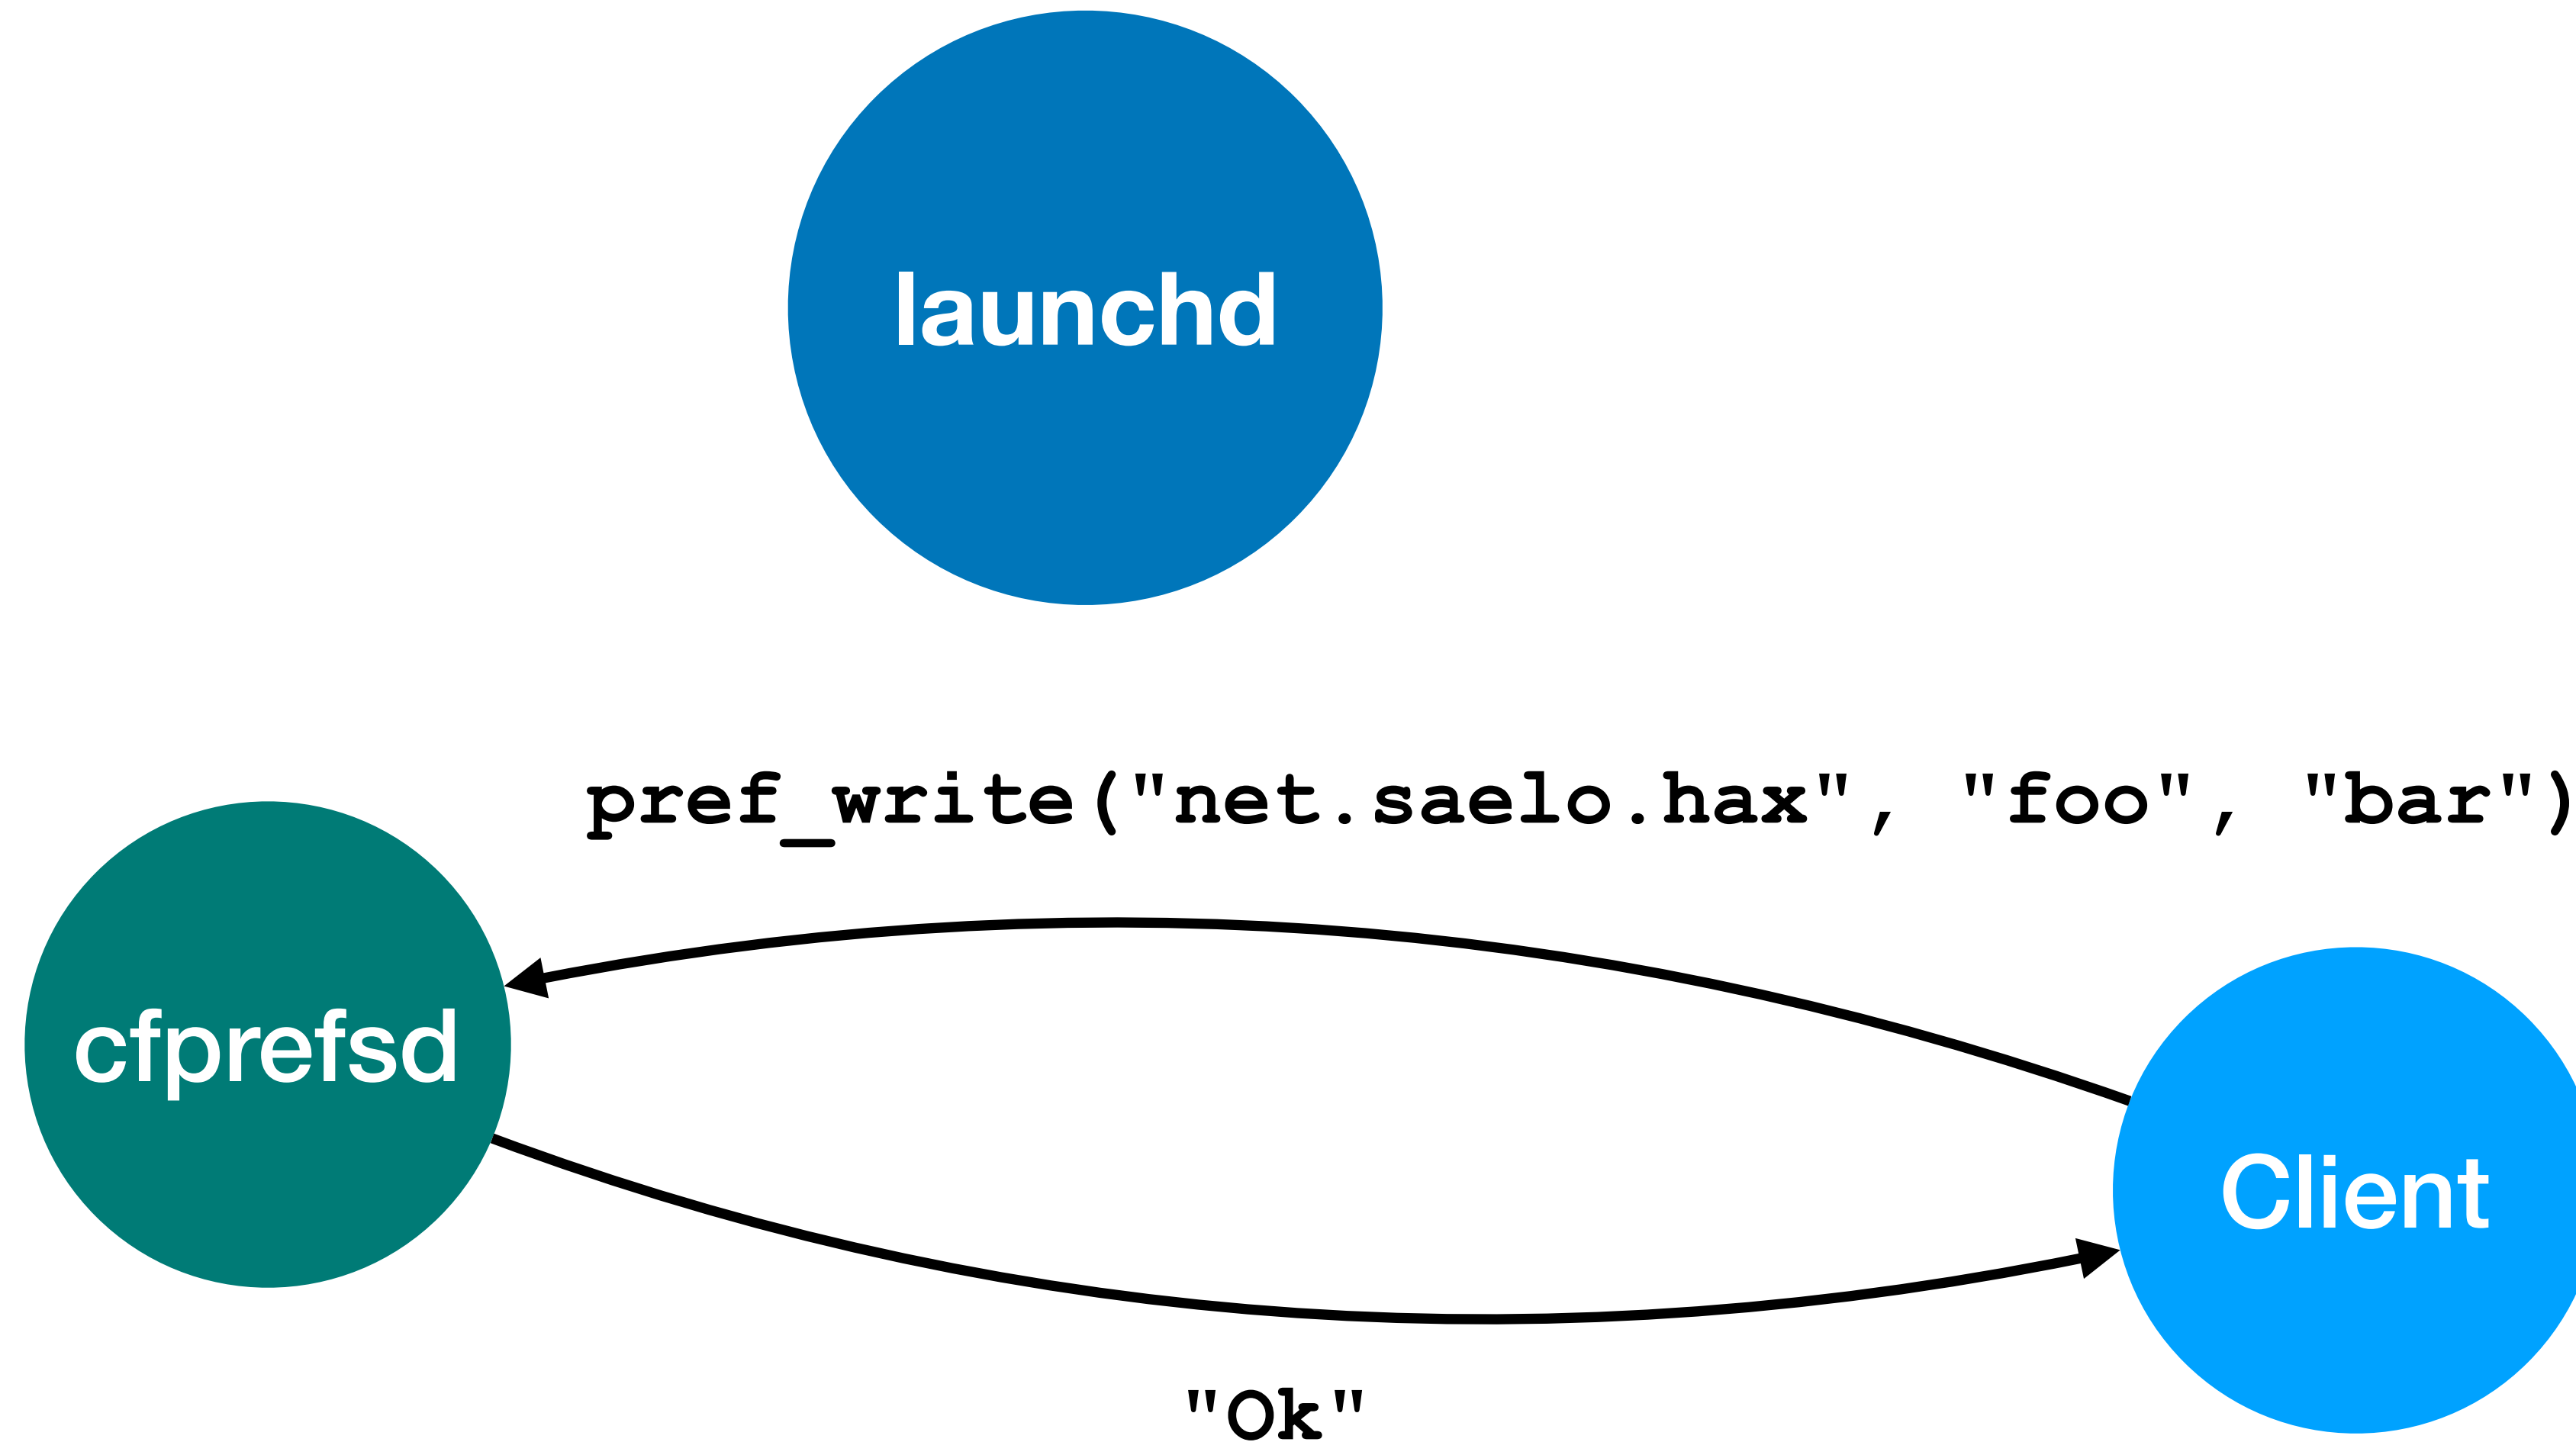 launchd
pref_write("net.saelo.hax", "foo", "bar")
cfprefsd
Client
"Ok"